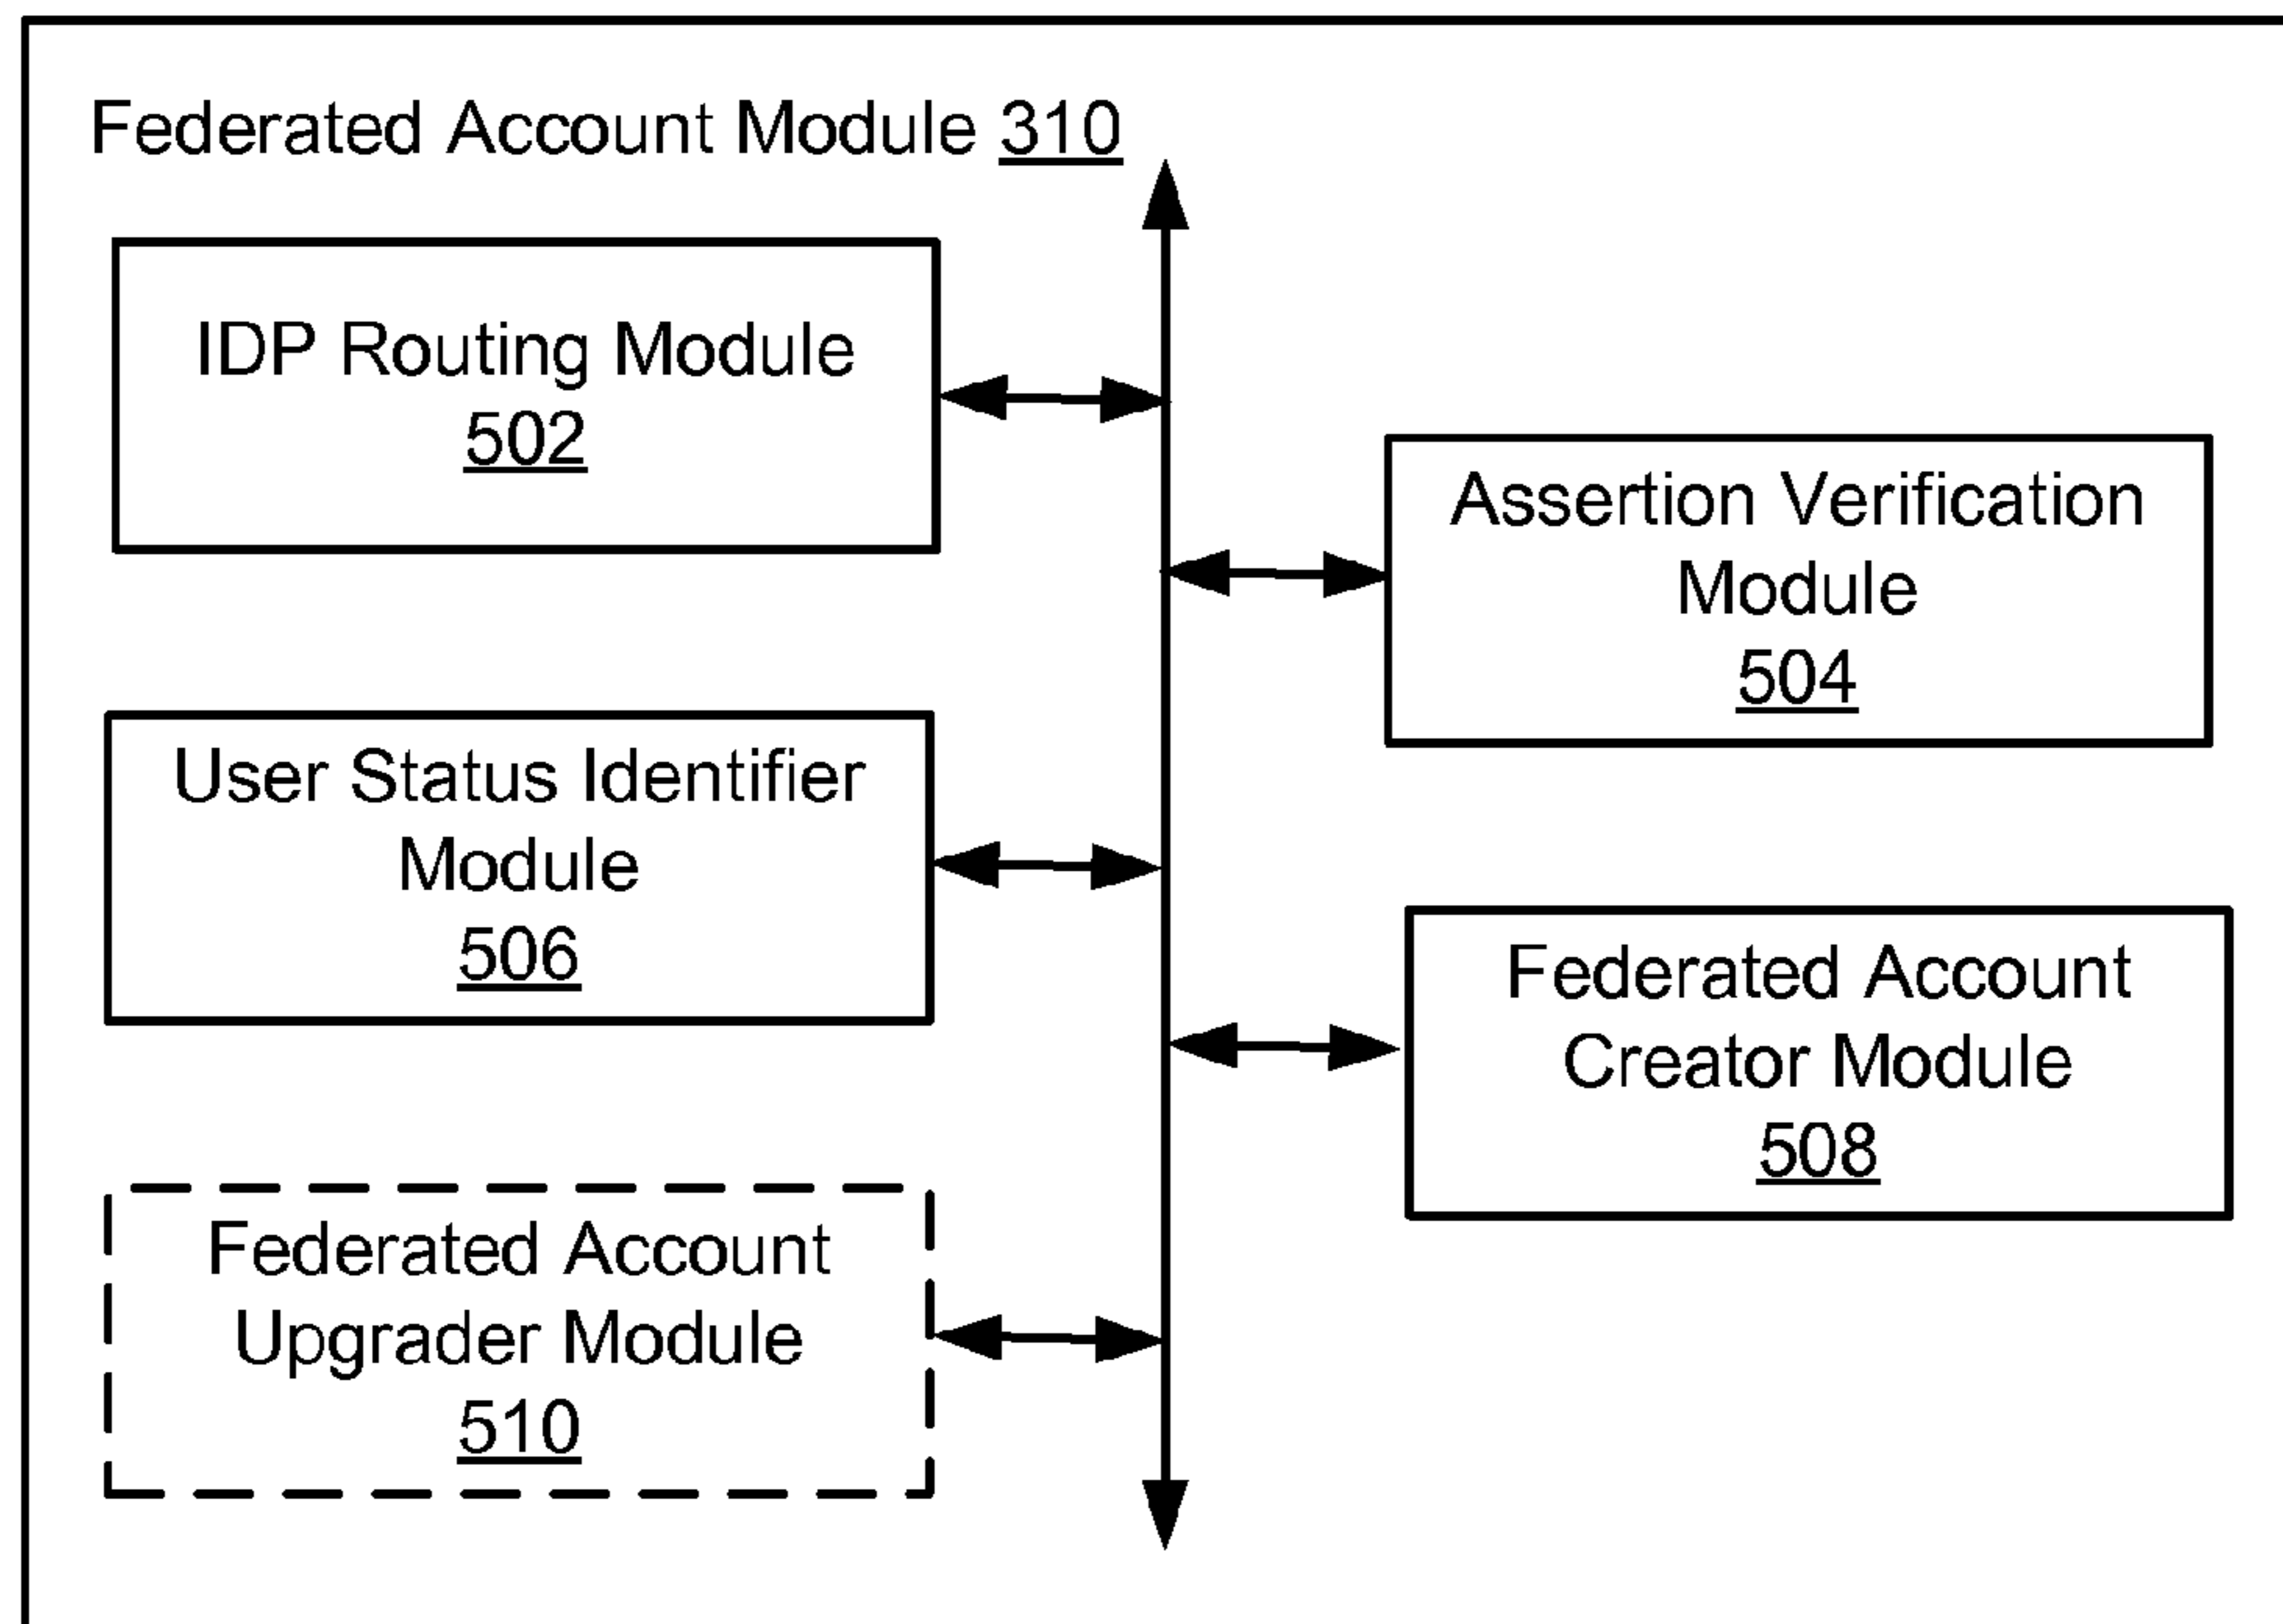 Federated Account Module 310
IDP Routing Module
502
Assertion Verification
Module
504
User Status Identifier
Module
506
Federated Account
Creator Module
508
Federated Account
Upgrader Module
510